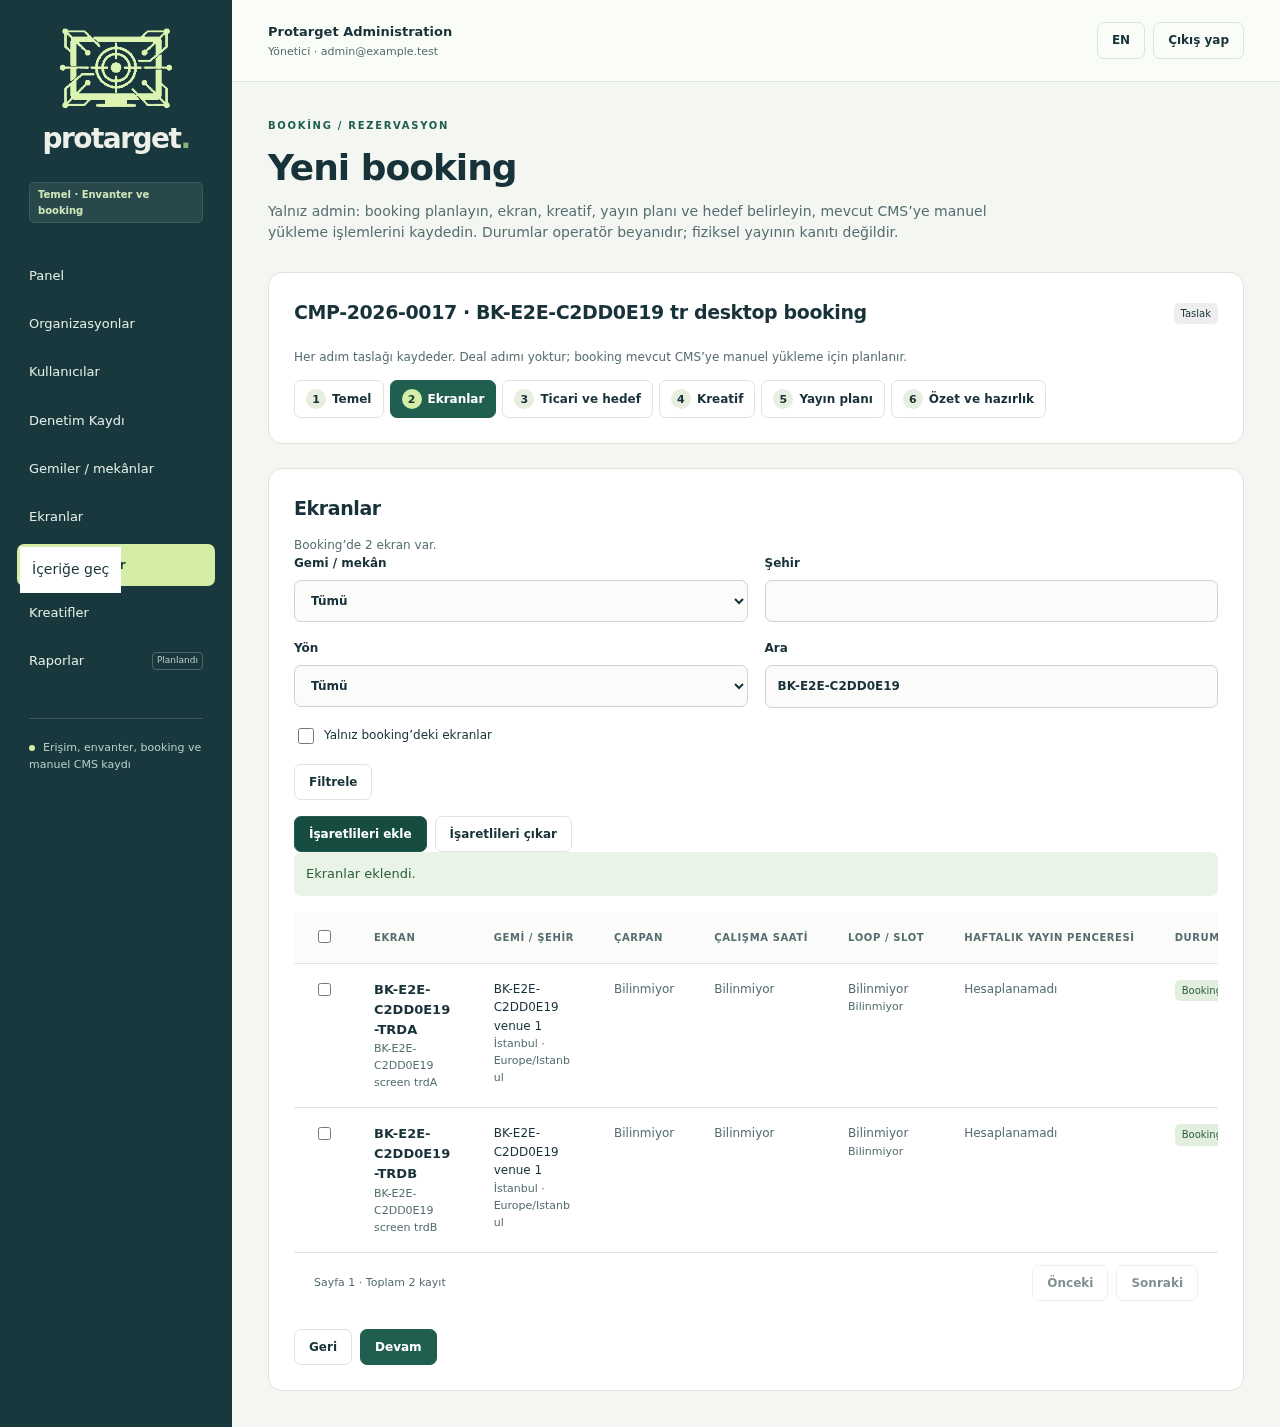 protarget.
Temel · Envanter ve
booking
Panel
Organizasyonlar
Kullanıcılar
Denetim Kaydı
Gemiler / mekânlar
Ekranlar
İçeriğe geç
Kreatifler
Raporlar
Planlandı
Erişim, envanter, booking ve
manuel CMS kaydı
Protarget Administration
Yönetici · admin@example.test
EN
Çıkış yap
BOOKİNG / REZERVASYON
Yeni booking
Yalnız admin: booking planlayın, ekran, kreatif, yayın planı ve hedef belirleyin, mevcut CMS’ye manuel
yükleme işlemlerini kaydedin. Durumlar operatör beyanıdır; fiziksel yayının kanıtı değildir.
CMP-2026-0017 · BK-E2E-C2DD0E19 tr desktop booking
Taslak
Her adım taslağı kaydeder. Deal adımı yoktur; booking mevcut CMS’ye manuel yükleme için planlanır.
1 Temel
2 Ekranlar
3 Ticari ve hedef
4 Kreatif
5 Yayın planı
6 Özet ve hazırlık
Ekranlar
Booking’de 2 ekran var.
Gemi / mekân
Şehir
Tümü
Yön
Ara
Tümü
BK-E2E-C2DD0E19
Yalnız booking’deki ekranlar
Filtrele
İşaretlileri ekle
İşaretlileri çıkar
Ekranlar eklendi.
EKRAN
GEMİ / ŞEHİR
ÇARPAN
ÇALIŞMA SAATİ
LOOP / SLOT
HAFTALIK YAYIN PENCERESİ
DURUM
BK-E2E-
C2DD0E19
-TRDA
BK-E2E-
C2DD0E19
screen trdA
BK-E2E-
C2DD0E19
venue 1
İstanbul ·
Europe/Istanb
ul
Bilinmiyor
Bilinmiyor
Bilinmiyor
Bilinmiyor
Hesaplanamadı
Booking
BK-E2E-
C2DD0E19
-TRDB
BK-E2E-
C2DD0E19
screen trdB
BK-E2E-
C2DD0E19
venue 1
İstanbul ·
Europe/Istanb
ul
Bilinmiyor
Bilinmiyor
Bilinmiyor
Bilinmiyor
Hesaplanamadı
Booking
Sayfa 1 · Toplam 2 kayıt
Önceki
Sonraki
Geri
Devam